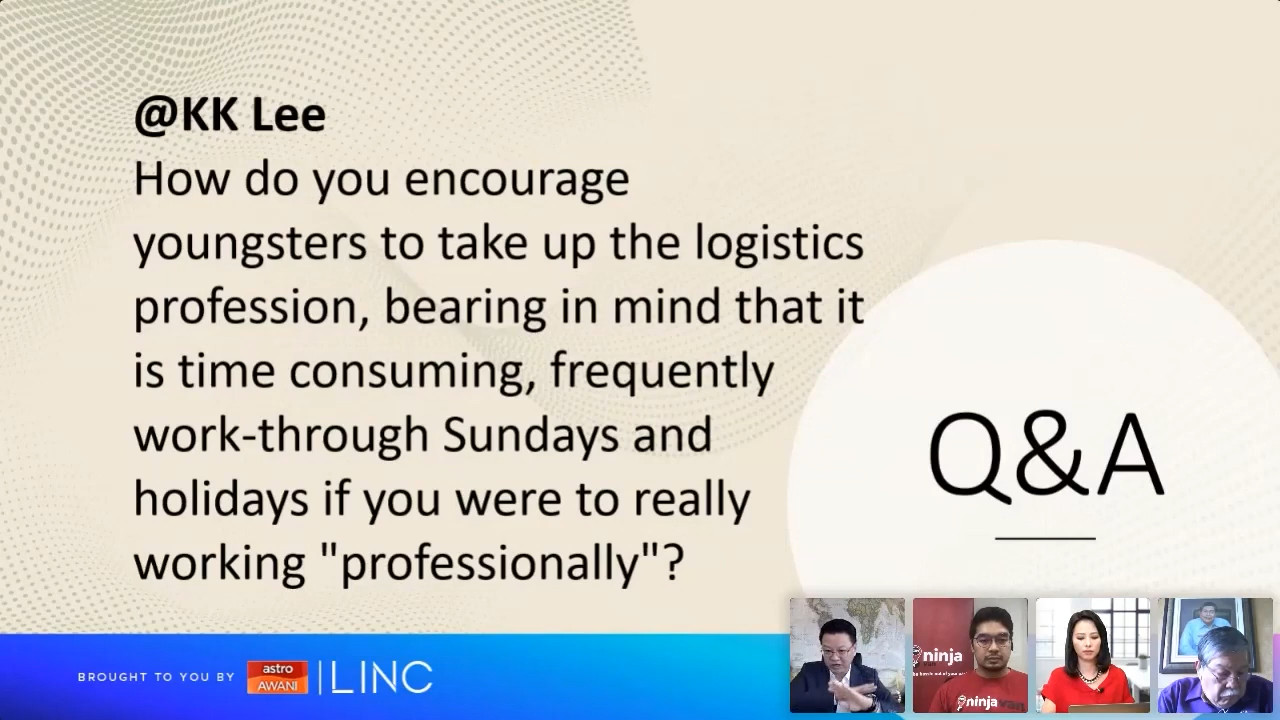 @KK Lee
How do you encourage
youngsters to take up the logistics
profession, bearing in mind that it
is time consuming, frequently
work-through Sundays and
holidays if you were to really
working "professionally"?
Q&A
BROUGHT TO YOU BY astro AWANI LINC
ninja
ninjavan